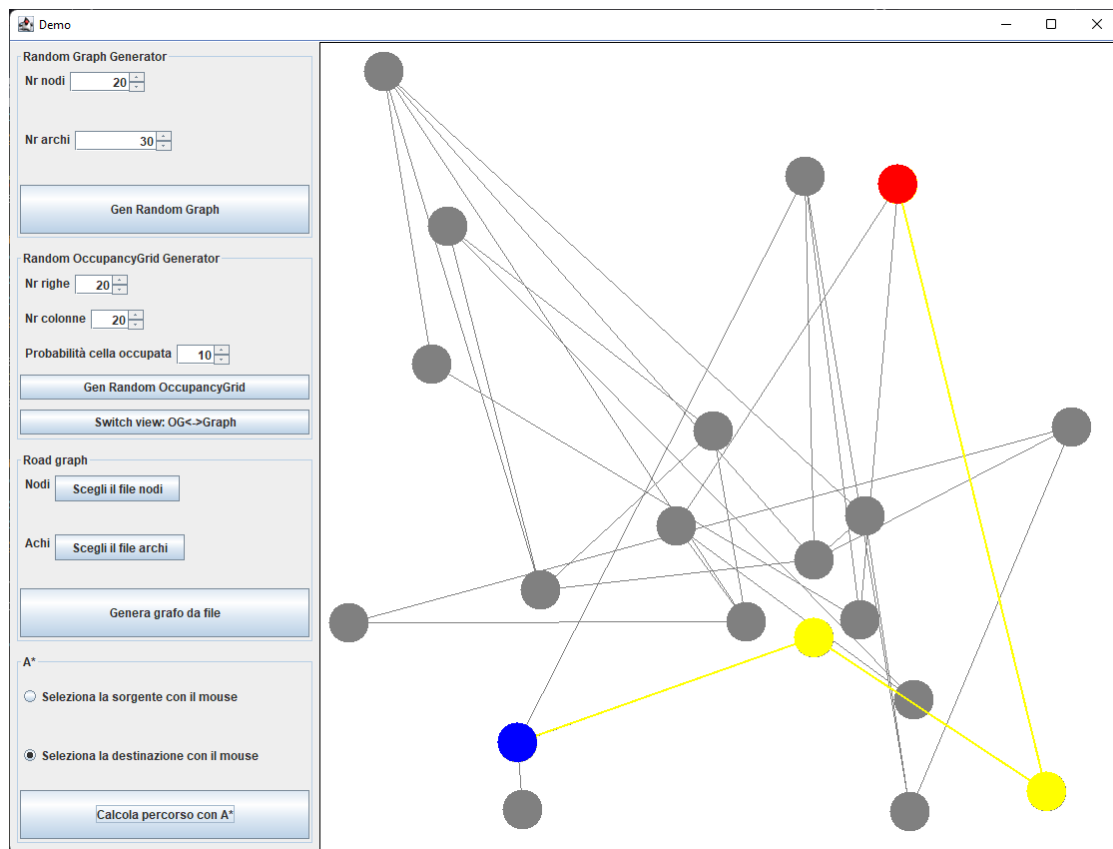 Demo
Random Graph Generator
Nr nodi 20
Nr archi 30
Gen Random Graph
Random OccupancyGrid Generator
Nr righe 20
Nr colonne 20
Probabilità cella occupata 10
Gen Random OccupancyGrid
Switch view: OG<->Graph
Road graph
Nodi Scegli il file nodi
Achi Scegli il file archi
Genera grafo da file
A*
Seleziona la sorgente con il mouse
Seleziona la destinazione con il mouse
Calcola percorso con A*